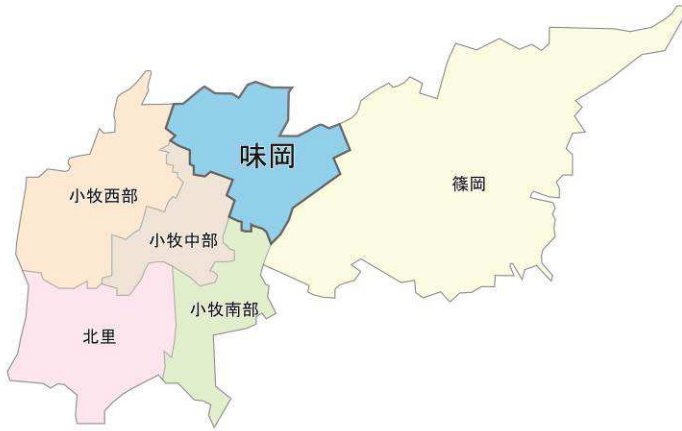 味岡
篠岡
小牧西部
小牧中部
小牧南部
北里